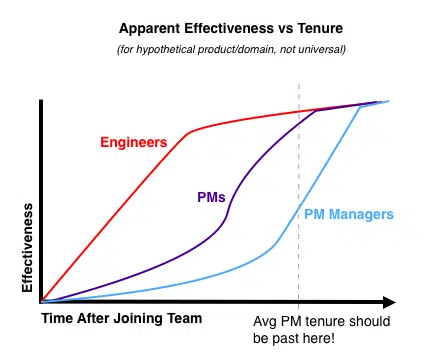 Apparent Effectiveness vs Tenure
(for hypothetical product/domain, not universal)
Engineers
PMs
PM Managers
Effectiveness
Time After Joining Team
Avg PM tenure should
be past here!